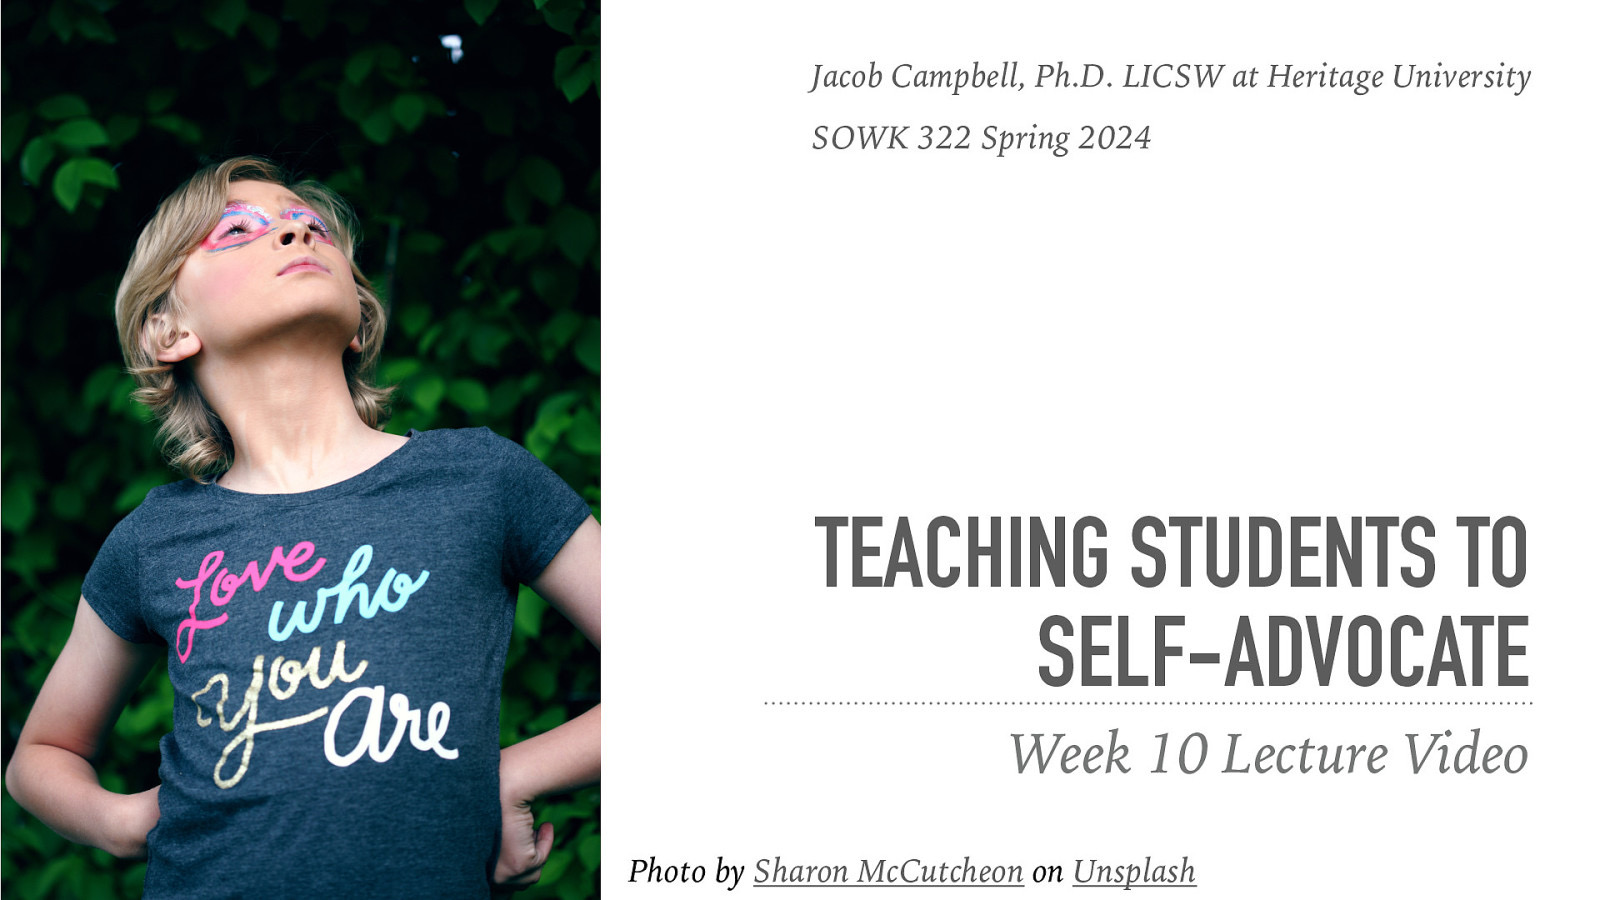 Jacob Campbell, Ph.D. LICSW at Heritage University
SOWK 322 Spring 2024
Love
who
you
are
TEACHING STUDENTS TO
SELF-ADVOCATE
Week 10 Lecture Video
Photo by Sharon McCutcheon on Unsplash